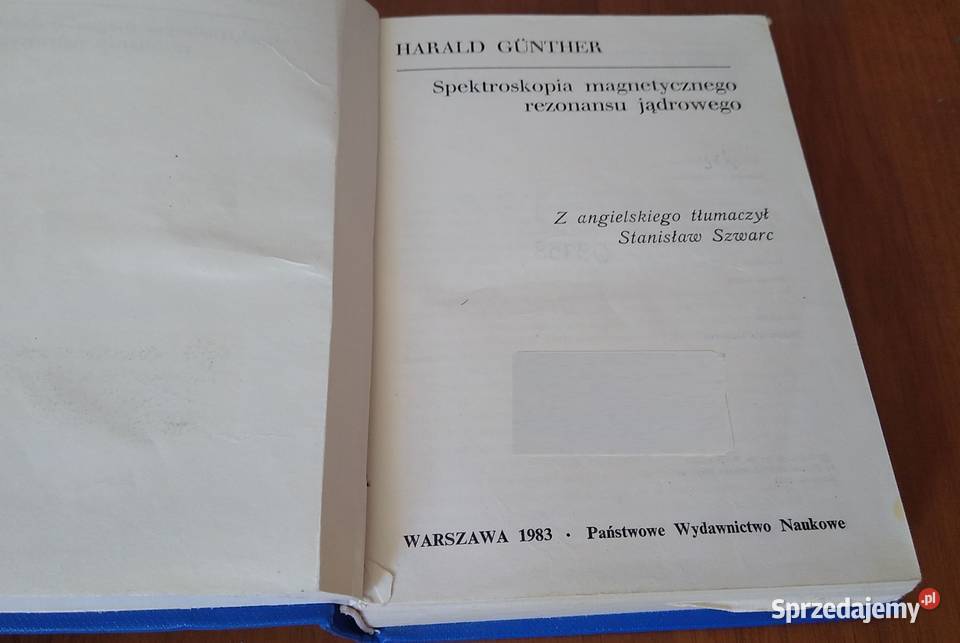 HARALD GÜNTHER
Spektroskopia magnetycznego
rezonansu jądrowego
Z angielskiego tłumaczył
Stanisław Szwarc
WARSZAWA 1983 · Państwowe Wydawnictwo Naukowe
Sprzedajemy.pl